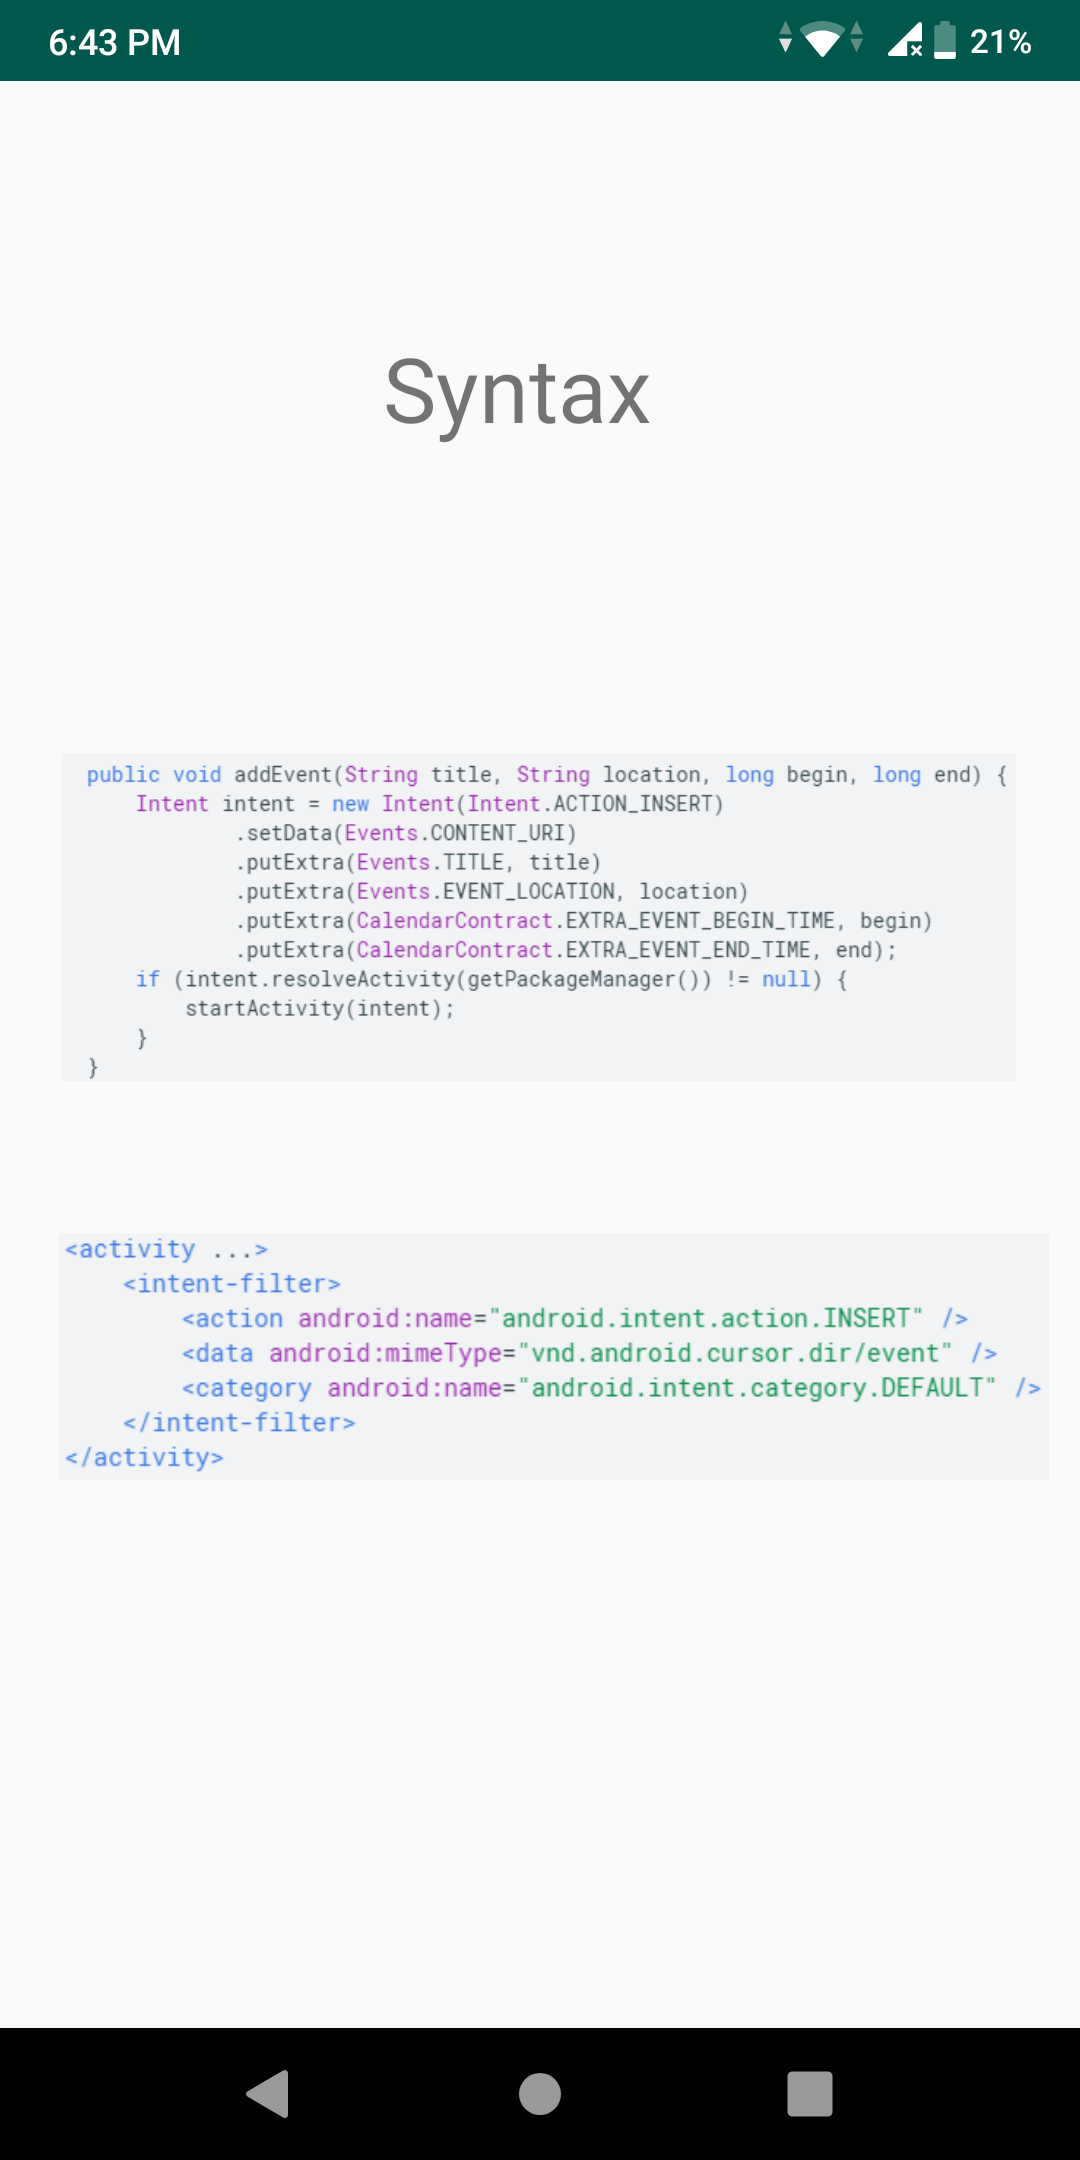 6:43 PM 21%
Syntax
public void addEvent(String title, String location, long begin, long end) {
    Intent intent = new Intent(Intent.ACTION_INSERT)
            .setData(Events.CONTENT_URI)
            .putExtra(Events.TITLE, title)
            .putExtra(Events.EVENT_LOCATION, location)
            .putExtra(CalendarContract.EXTRA_EVENT_BEGIN_TIME, begin)
            .putExtra(CalendarContract.EXTRA_EVENT_END_TIME, end);
    if (intent.resolveActivity(getPackageManager()) != null) {
        startActivity(intent);
    }
}
<activity ...>
    <intent-filter>
        <action android:name="android.intent.action.INSERT" />
        <data android:mimeType="vnd.android.cursor.dir/event" />
        <category android:name="android.intent.category.DEFAULT" />
    </intent-filter>
</activity>